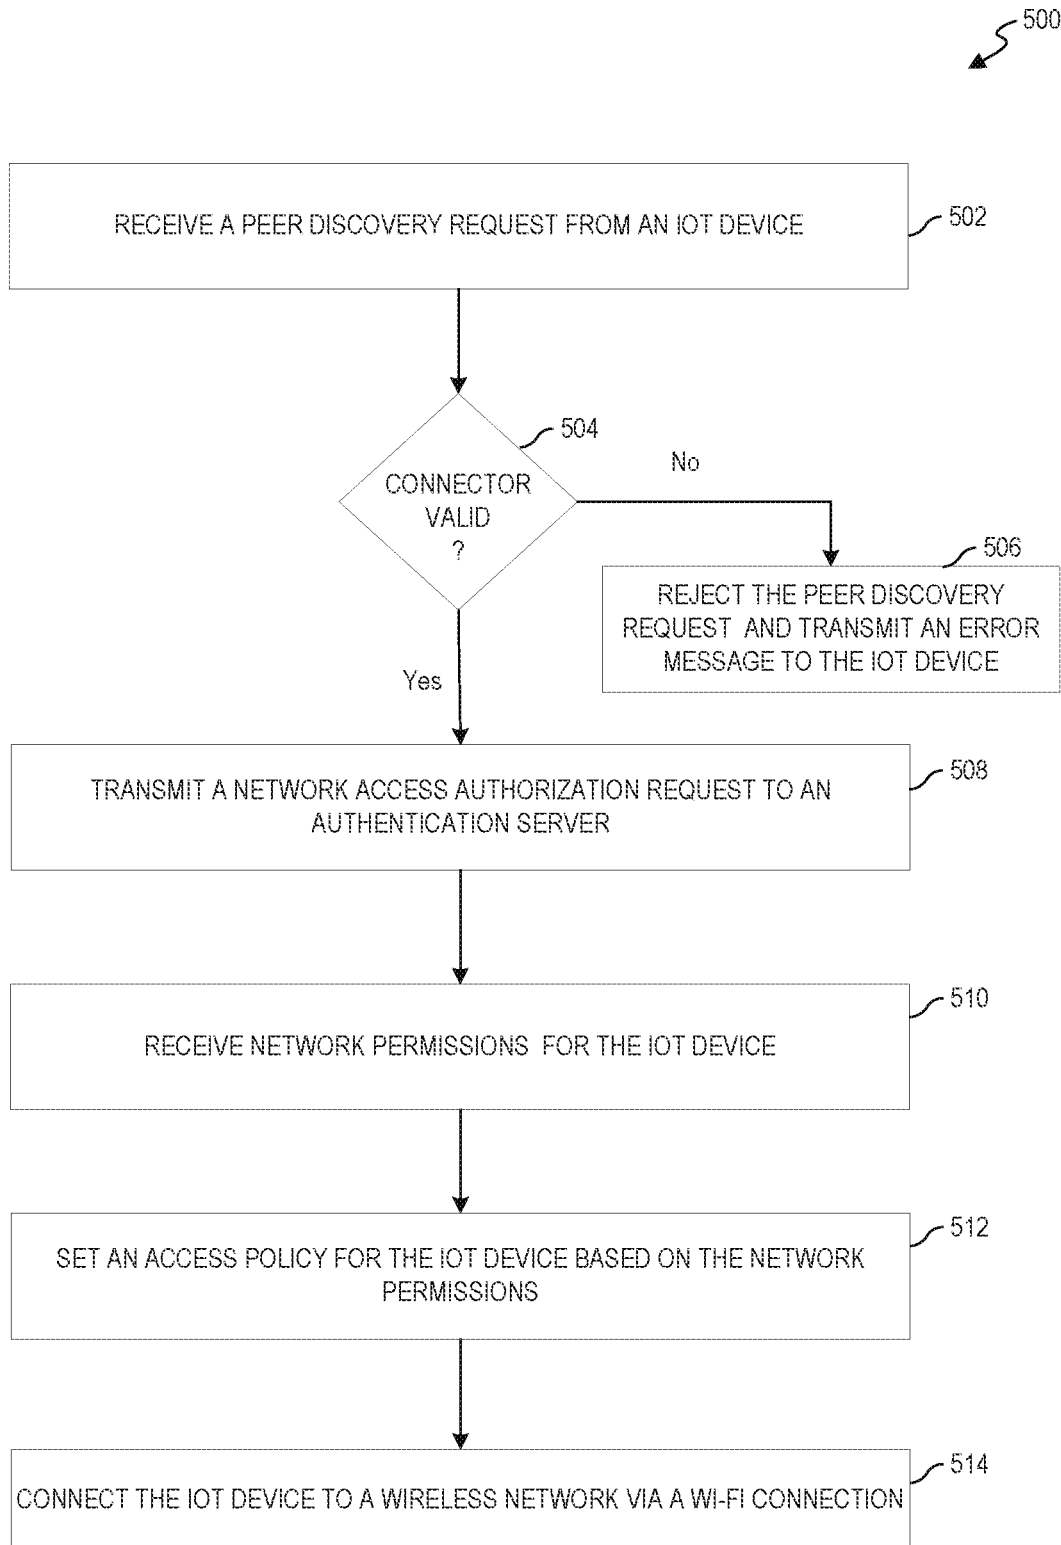 500
RECEIVE A PEER DISCOVERY REQUEST FROM AN IOT DEVICE
502
504
CONNECTOR
VALID
?
No
506
REJECT THE PEER DISCOVERY
REQUEST AND TRANSMIT AN ERROR
MESSAGE TO THE IOT DEVICE
Yes
TRANSMIT A NETWORK ACCESS AUTHORIZATION REQUEST TO AN
AUTHENTICATION SERVER
508
RECEIVE NETWORK PERMISSIONS FOR THE IOT DEVICE
510
SET AN ACCESS POLICY FOR THE IOT DEVICE BASED ON THE NETWORK
PERMISSIONS
512
CONNECT THE IOT DEVICE TO A WIRELESS NETWORK VIA A WI-FI CONNECTION
514